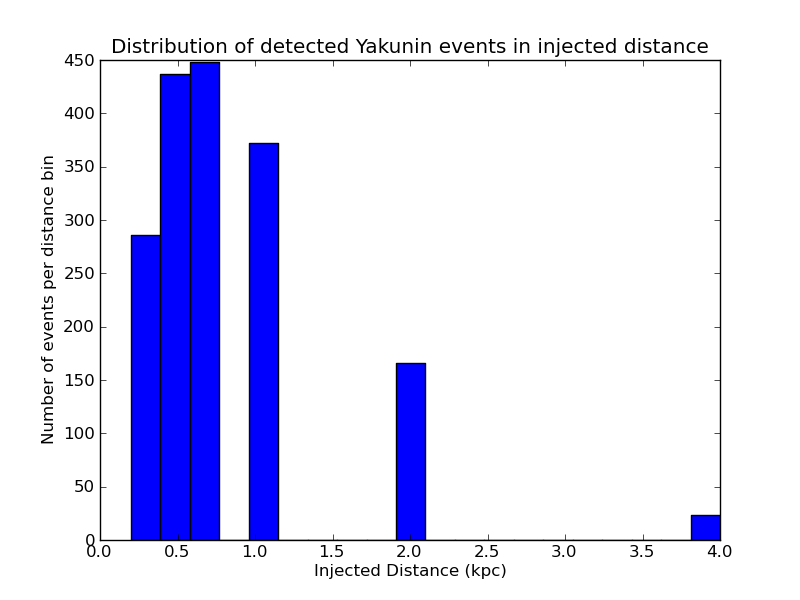 Distribution of detected Yakunin events in injected distance
Number of events per distance bin
450
400
350
300
250
200
150
100
50
0
0.0 0.5 1.0 1.5 2.0 2.5 3.0 3.5 4.0
Injected Distance (kpc)